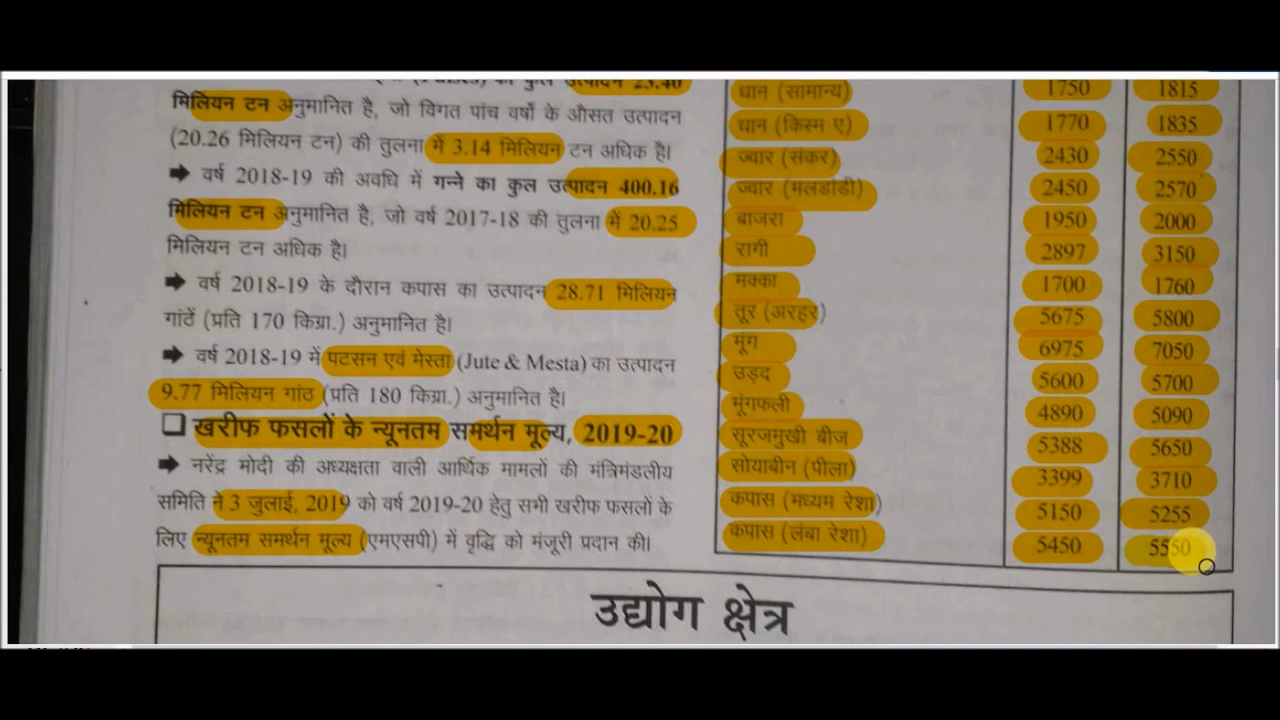 कुल उत्पादन 23.40
मिलियन टन अनुमानित है, जो विगत पांच वर्षों के औसत उत्पादन
(20.26 मिलियन टन) की तुलना में 3.14 मिलियन टन अधिक है।
➡ वर्ष 2018-19 की अवधि में गन्ने का कुल उत्पादन 400.16
मिलियन टन अनुमानित है, जो वर्ष 2017-18 की तुलना में 20.25
मिलियन टन अधिक है।
➡ वर्ष 2018-19 के दौरान कपास का उत्पादन 28.71 मिलियन
गांठें (प्रति 170 किग्रा.) अनुमानित है।
➡ वर्ष 2018-19 में पटसन एवं मेस्ता (Jute & Mesta) का उत्पादन
9.77 मिलियन गांठ (प्रति 180 किग्रा.) अनुमानित है।
❑ खरीफ फसलों के न्यूनतम समर्थन मूल्य, 2019-20
➡ नरेंद्र मोदी की अध्यक्षता वाली आर्थिक मामलों की मंत्रिमंडलीय
समिति ने 3 जुलाई, 2019 को वर्ष 2019-20 हेतु सभी खरीफ फसलों के
लिए न्यूनतम समर्थन मूल्य (एमएसपी) में वृद्धि को मंजूरी प्रदान की।
धान (सामान्य) 1750 1815
धान (किस्म ए) 1770 1835
ज्वार (संकर) 2430 2550
ज्वार (मलडांडी) 2450 2570
बाजरा 1950 2000
रागी 2897 3150
मक्का 1700 1760
तूर (अरहर) 5675 5800
मूंग 6975 7050
उड़द 5600 5700
मूंगफली 4890 5090
सूरजमुखी बीज 5388 5650
सोयाबीन (पीला) 3399 3710
कपास (मध्यम रेशा) 5150 5255
कपास (लंबा रेशा) 5450 5550
उद्योग क्षेत्र